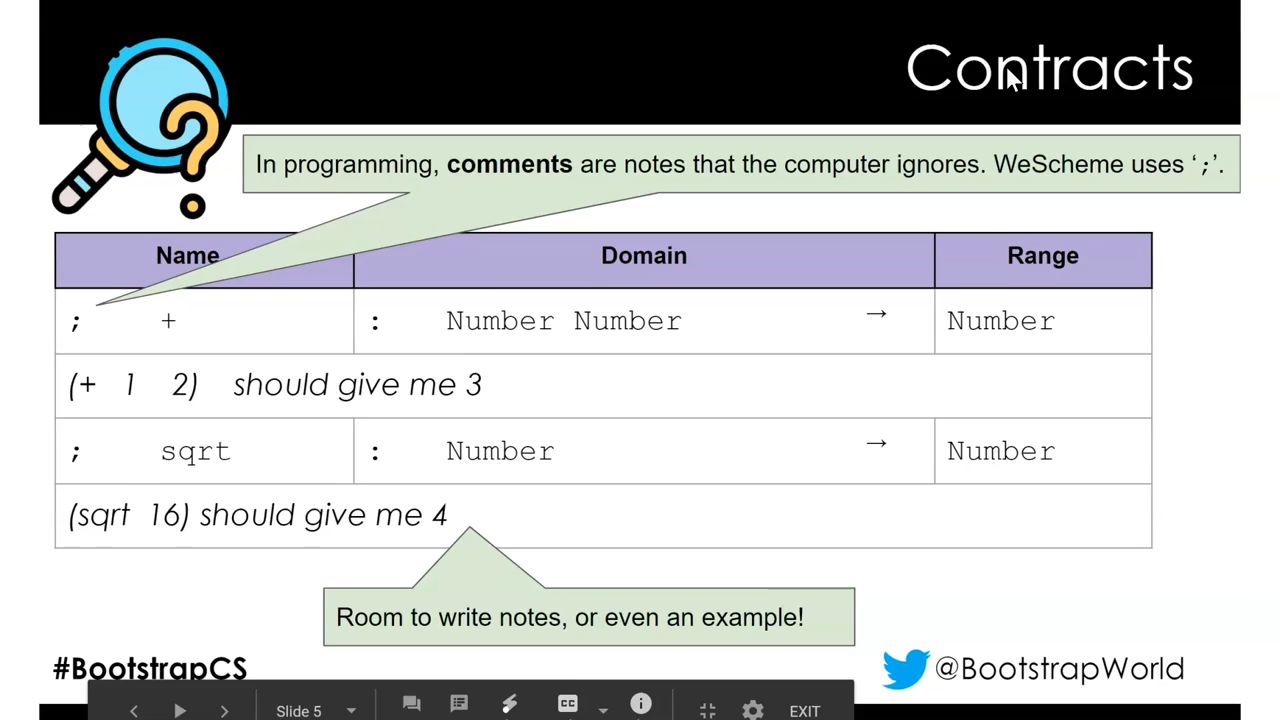 Contracts
In programming, comments are notes that the computer ignores. WeScheme uses ‘;’.
Name Domain Range
; + : Number Number → Number
(+ 1 2) should give me 3
; sqrt : Number → Number
(sqrt 16) should give me 4
Room to write notes, or even an example!
#BootstrapCS @BootstrapWorld
Slide 5 CC EXIT